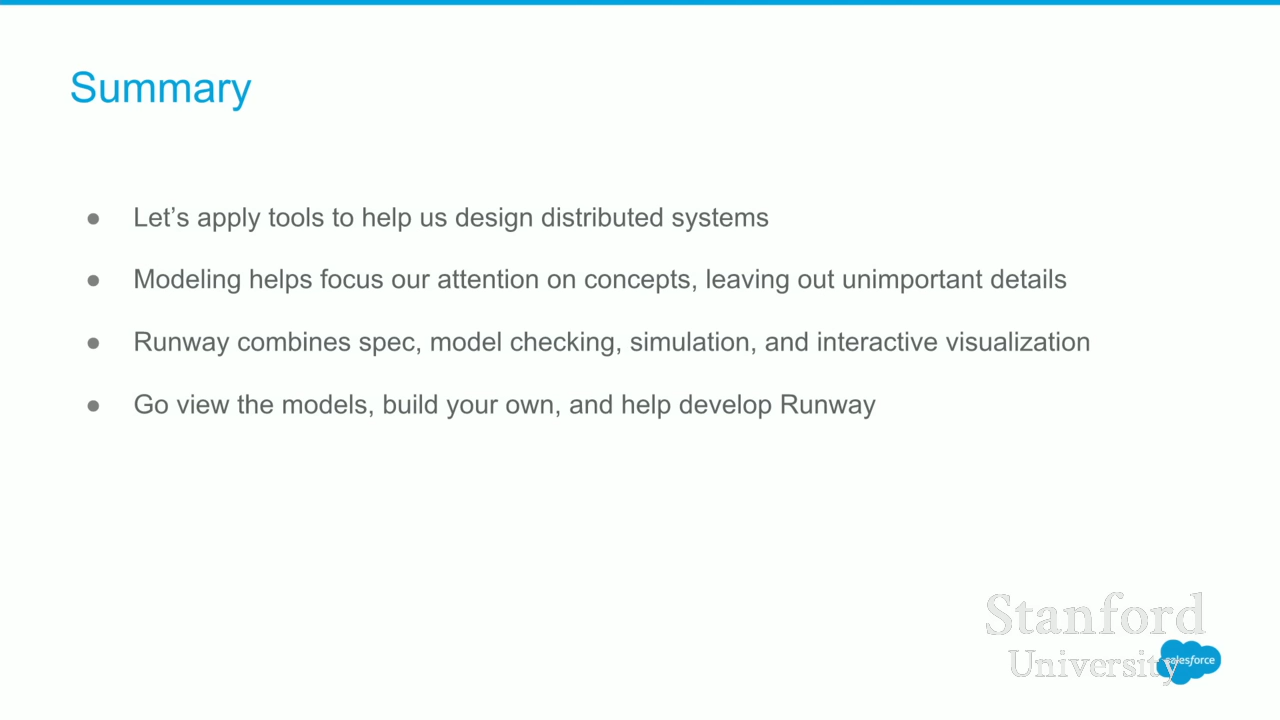 Summary
● Let’s apply tools to help us design distributed systems
● Modeling helps focus our attention on concepts, leaving out unimportant details
● Runway combines spec, model checking, simulation, and interactive visualization
● Go view the models, build your own, and help develop Runway
Stanford
University
salesforce